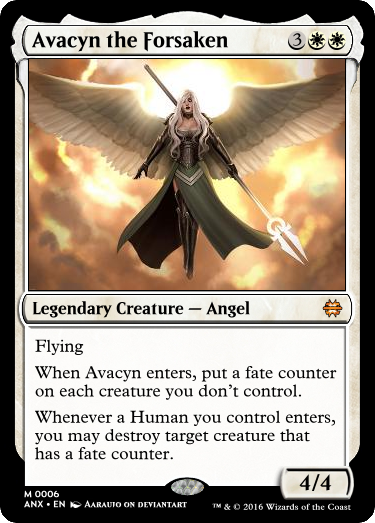 Avacyn the Forsaken 3
Legendary Creature — Angel
Flying
When Avacyn enters, put a fate counter
on each creature you don't control.
Whenever a Human you control enters,
you may destroy target creature that
has a fate counter.
4/4
M 0006
ANX • EN AARAUJO ON DEVIANTART
™ & © 2016 Wizards of the Coast